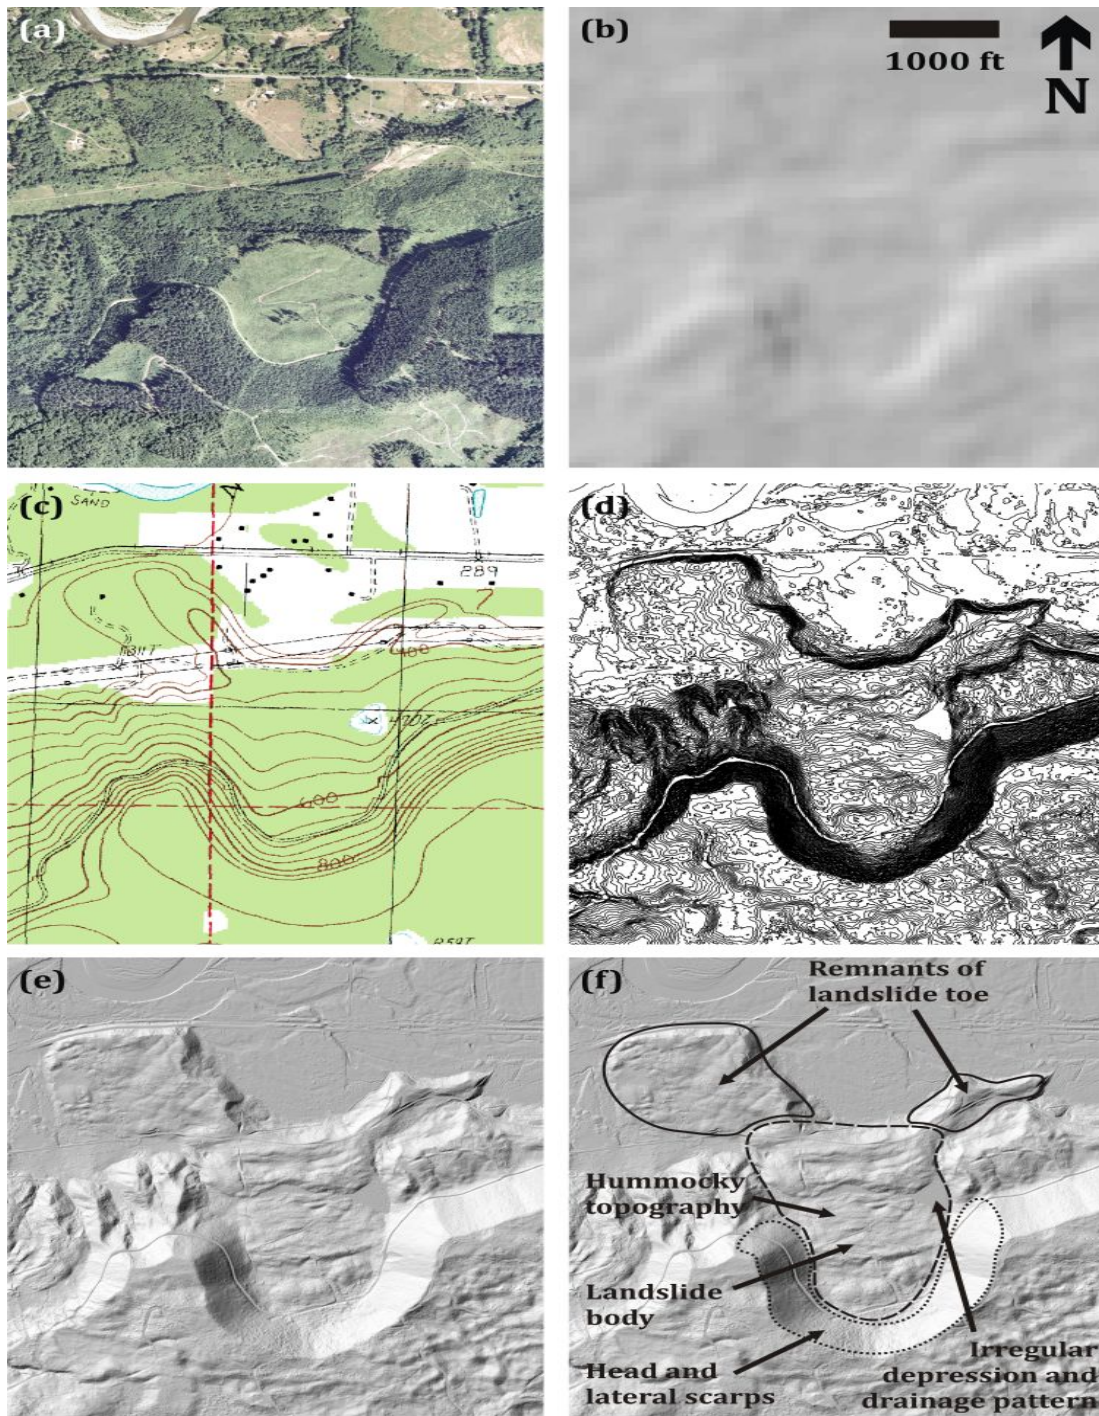 (a)
(b)
1000 ft
N
(c)
SAND
289
400
600
800
(d)
(e)
(f)
Remnants of
landslide toe
Hummocky
topography
Landslide
body
Head and
lateral scarps
Irregular
depression and
drainage pattern